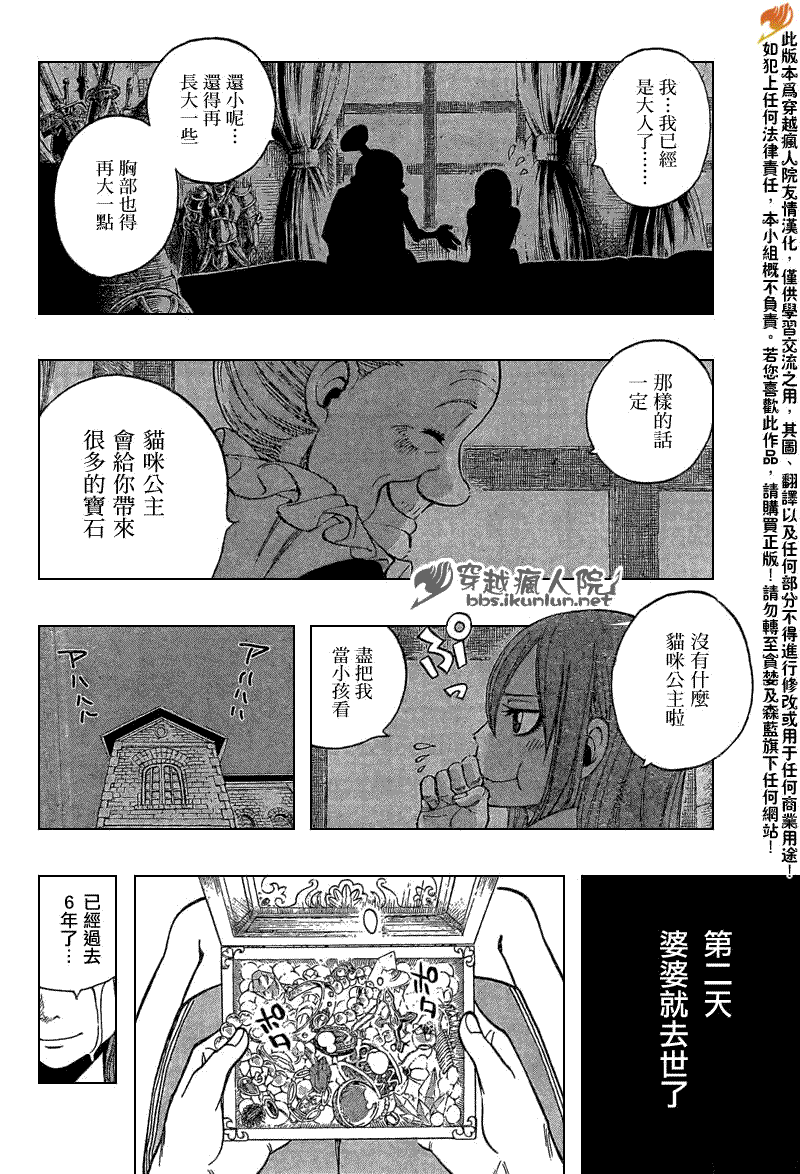 此版本爲穿越瘋人院友情漢化，僅供學習交流之用，其圖、翻譯以及任何部分不得進行修改或用于任何商業用途！
如犯上任何法律責任，本小組概不負責。若您喜歡此作品，請購買正版！請勿轉至貪婪及森藍旗下任何網站！
我…我已經
是大人了……
還小呢…
還得再
長大一些
胸部也得
再大一點
那樣的話
一定
貓咪公主
會給你帶來
很多的寶石
穿越瘋人院
bbs.ikunlun.net
沒有什麼
貓咪公主啦
ぷっ
盡把我
當小孩看
アハハ
アハハ
第二天
婆婆就去世了
キラキラ
キラキラ
已經過去
6年了…